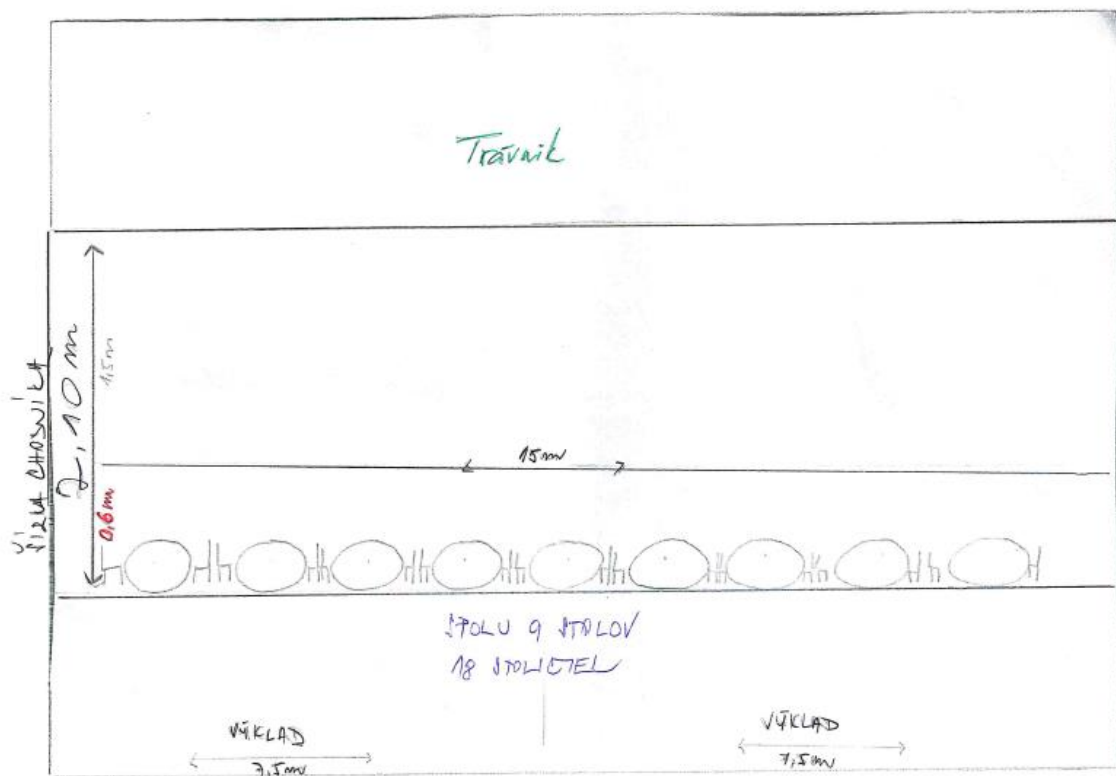 Trávnik
ŠÍRKA CHODNÍKA
2,10 m
1,5m
15m
0,6m
SPOLU 9 STOLOV
18 STOLIČIEK
VÝKLAD
7,5m
VÝKLAD
7,5m